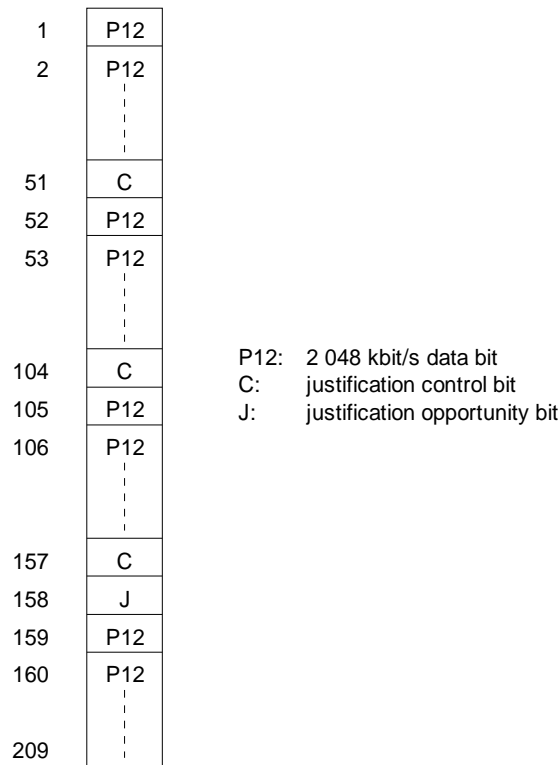 1 P12
2 P12
51 C
52 P12
53 P12
P12: 2 048 kbit/s data bit
104 C
C: justification control bit
105 P12
J: justification opportunity bit
106 P12
157 C
158 J
159 P12
160 P12
209